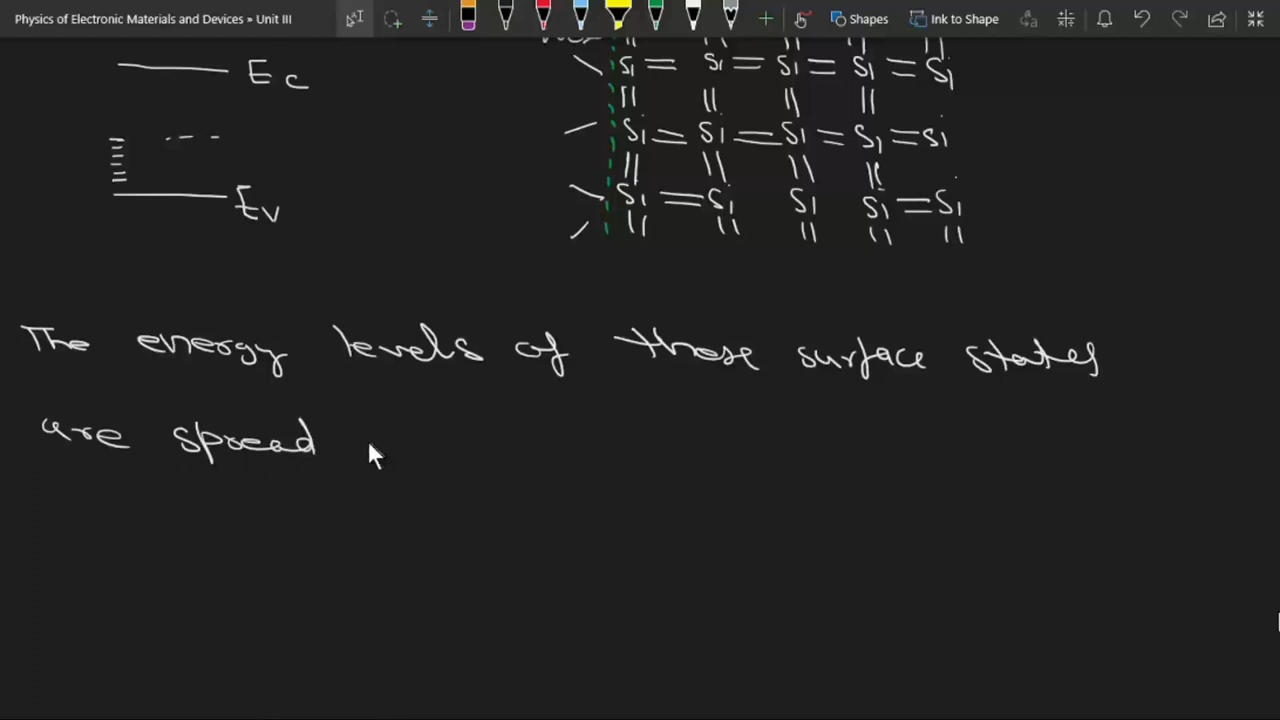 Physics of Electronic Materials and Devices » Unit III
Shapes
Ink to Shape
Ec
Si = Si = Si = Si = Si
Si = Si = Si = Si = Si
Ev
Si = Si Si Si = Si
The energy levels of these surface states
are spread